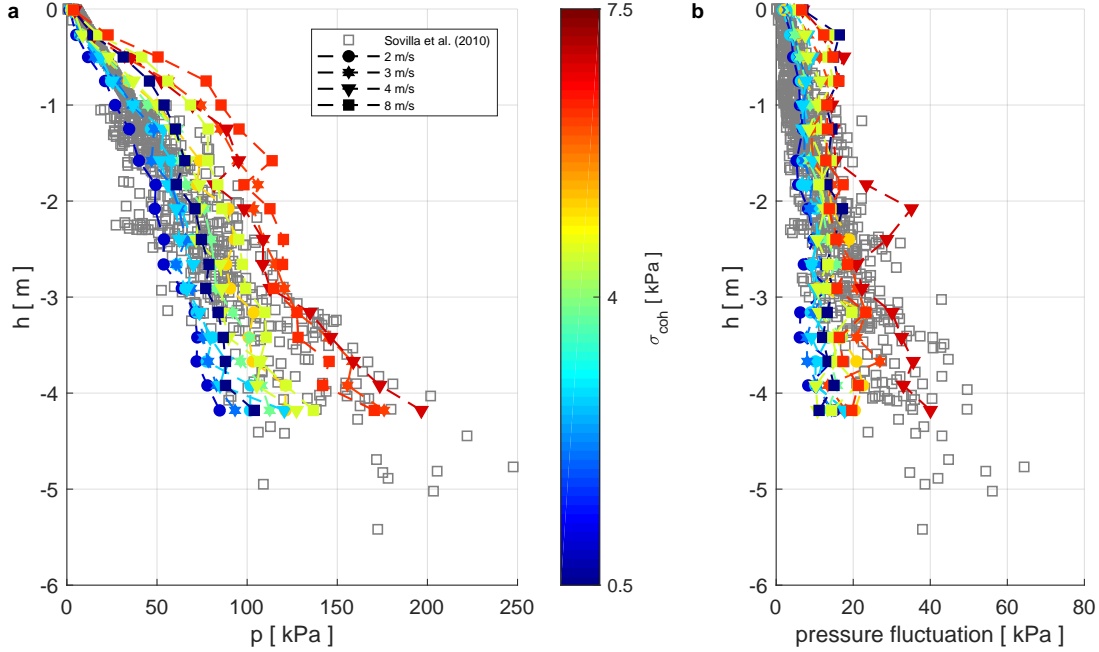 a
b
0
-1
-2
-3
-4
-5
-6
h [ m ]
0
50
100
150
200
250
p [ kPa ]
Sovilla et al. (2010)
2 m/s
3 m/s
4 m/s
8 m/s
7.5
4
0.5
σcoh [ kPa ]
0
-1
-2
-3
-4
-5
-6
h [ m ]
0
20
40
60
80
pressure fluctuation [ kPa ]